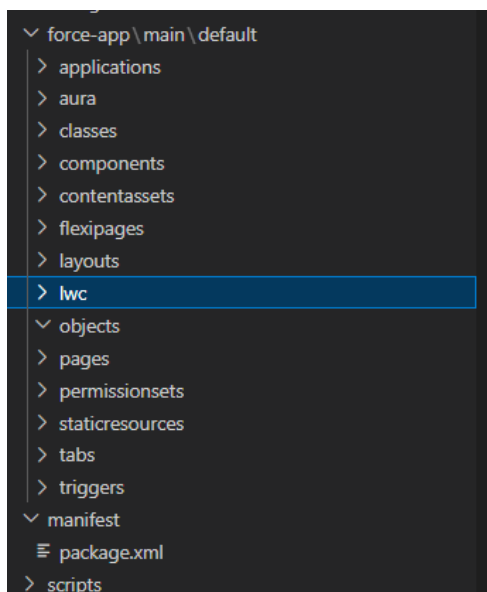 force-app\main\default
applications
aura
classes
components
contentassets
flexipages
layouts
lwc
objects
pages
permissionsets
staticresources
tabs
triggers
manifest
package.xml
scripts